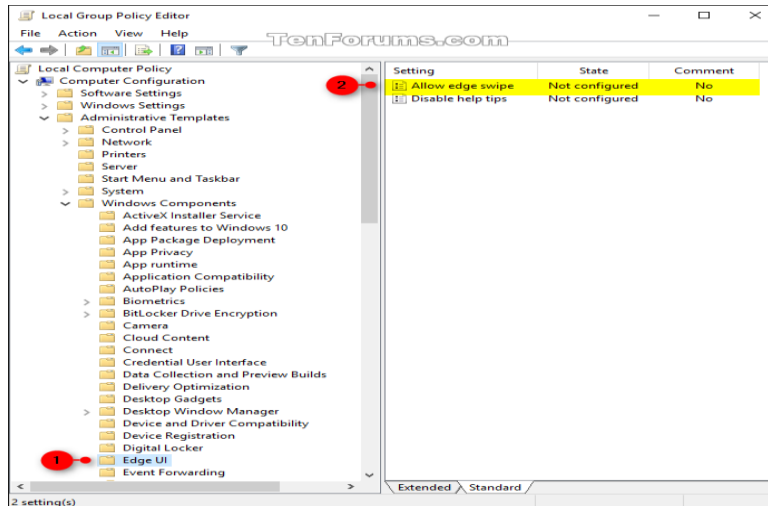 Local Group Policy Editor
File Action View Help
TenForums.com
Local Computer Policy
Computer Configuration
Software Settings
Windows Settings
Administrative Templates
Control Panel
Network
Printers
Server
Start Menu and Taskbar
System
Windows Components
ActiveX Installer Service
Add features to Windows 10
App Package Deployment
App Privacy
App runtime
Application Compatibility
AutoPlay Policies
Biometrics
BitLocker Drive Encryption
Camera
Cloud Content
Connect
Credential User Interface
Data Collection and Preview Builds
Delivery Optimization
Desktop Gadgets
Desktop Window Manager
Device and Driver Compatibility
Device Registration
Digital Locker
1 Edge UI
Event Forwarding
Setting State Comment
2 Allow edge swipe Not configured No
Disable help tips Not configured No
Extended Standard
2 setting(s)